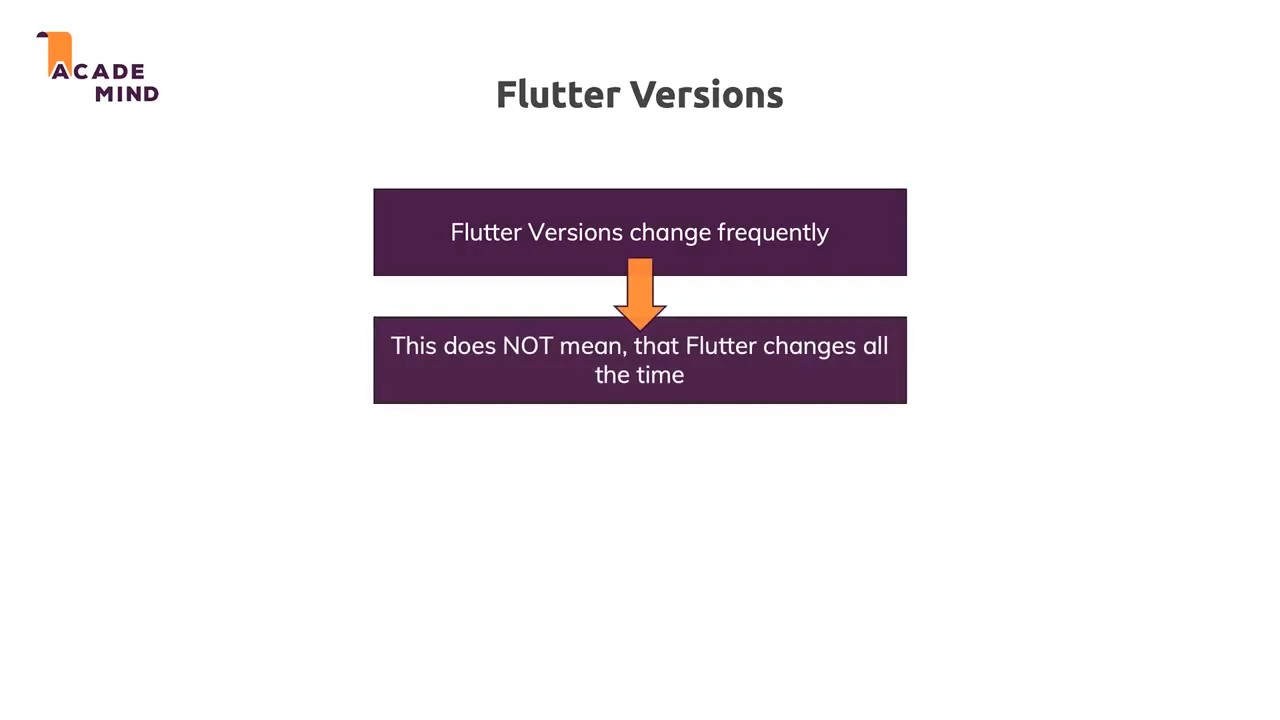 ACADE
MIND
Flutter Versions
Flutter Versions change frequently
This does NOT mean, that Flutter changes all
the time